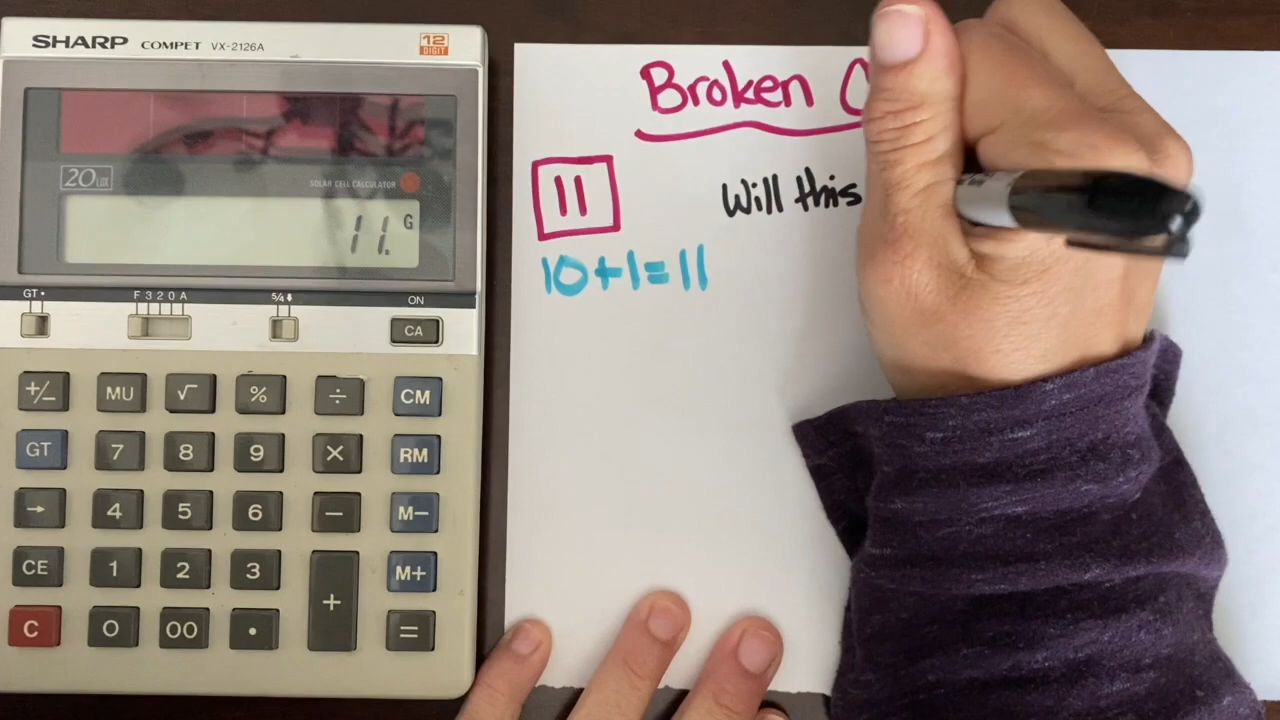 SHARP COMPET VX-2126A
12
DIGIT
20 LUX
SOLAR CELL CALCULATOR
11. G
GT • F 3 2 0 A 5/4 ⬇ ON
CA
+/− MU √ % ÷ CM
GT 7 8 9 × RM
→ 4 5 6 − M−
CE 1 2 3 + M+
C 0 00 • =
Broken C
11
Will this
10+1=11